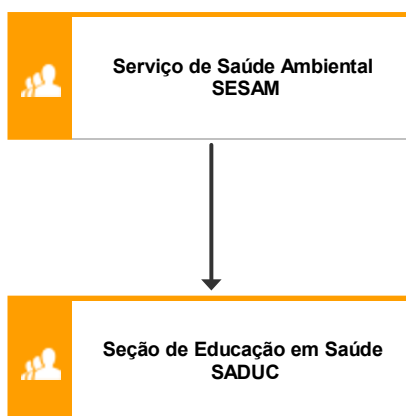 Serviço de Saúde Ambiental
SESAM
Seção de Educação em Saúde
SADUC